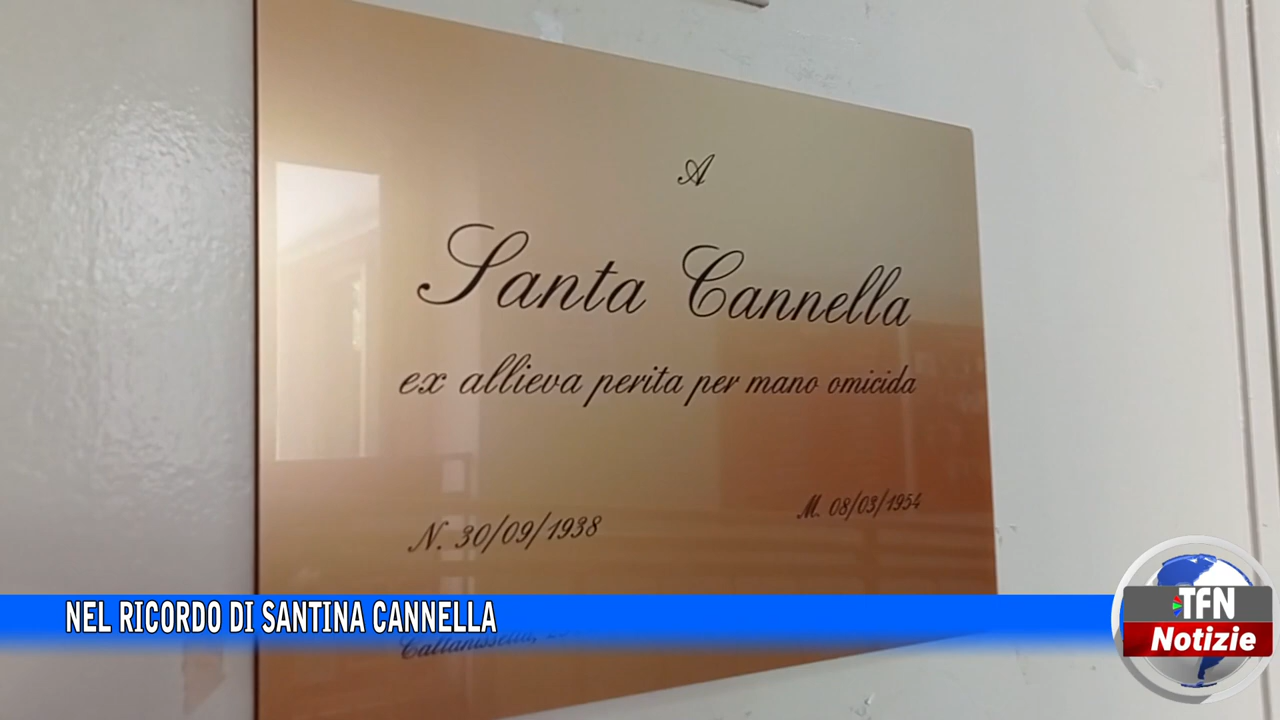 A
Santa Cannella
ex allieva perita per mano omicida
N. 30/09/1938
M. 08/03/1954
Caltanissetta,
NEL RICORDO DI SANTINA CANNELLA
TFN
Notizie